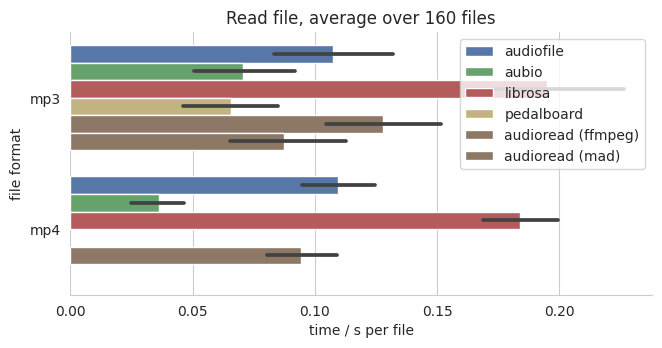 Read file, average over 160 files
audiofile
aubio
librosa
pedalboard
audioread (ffmpeg)
audioread (mad)
file format
mp3
mp4
0.00 0.05 0.10 0.15 0.20
time / s per file